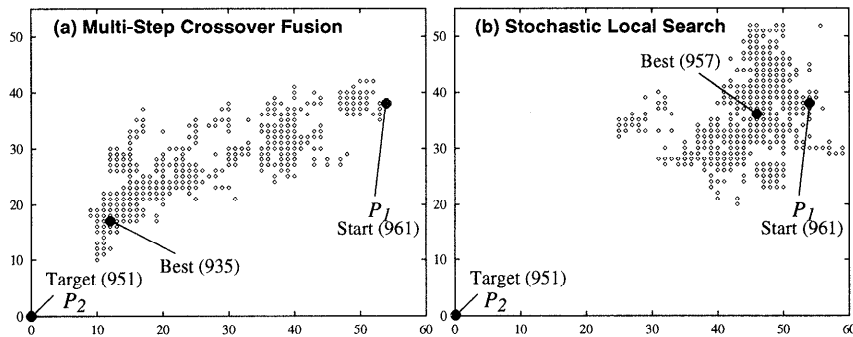 (a) Multi-Step Crossover Fusion
50
40
30
20
10
0
P1
Start (961)
Best (935)
Target (951)
P2
0 10 20 30 40 50 60
(b) Stochastic Local Search
50
40
30
20
10
0
Best (957)
P1
Start (961)
Target (951)
P2
0 10 20 30 40 50 60